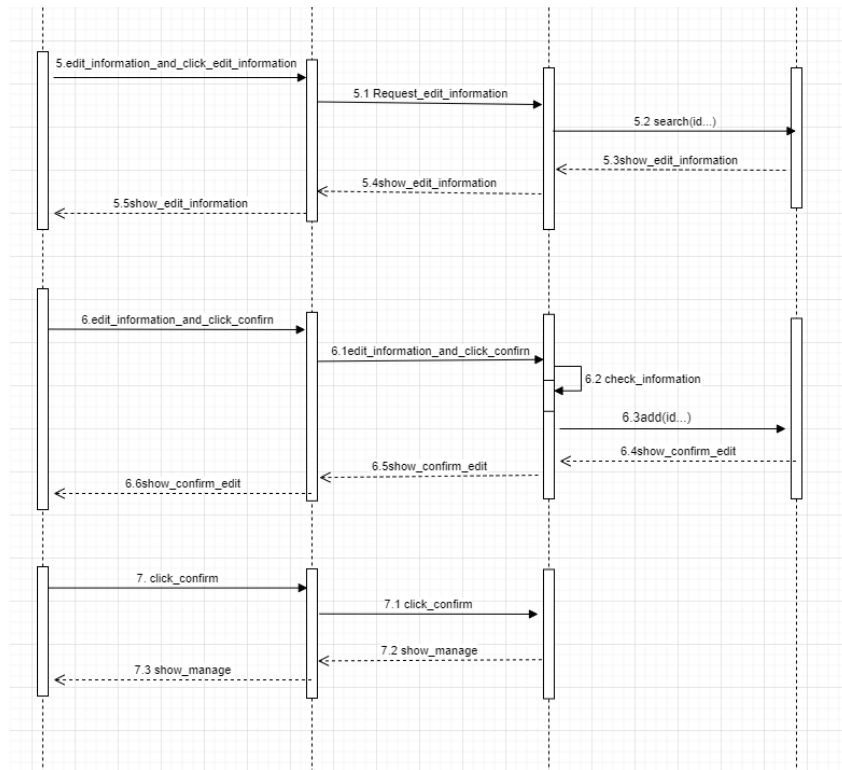 5.edit_information_and_click_edit_information
5.1 Request_edit_information
5.2 search(id...)
5.3show_edit_information
5.4show_edit_information
5.5show_edit_information
6.edit_information_and_click_confirn
6.1edit_information_and_click_confirn
6.2 check_information
6.3add(id...)
6.4show_confirm_edit
6.5show_confirm_edit
6.6show_confirm_edit
7. click_confirm
7.1 click_confirm
7.2 show_manage
7.3 show_manage